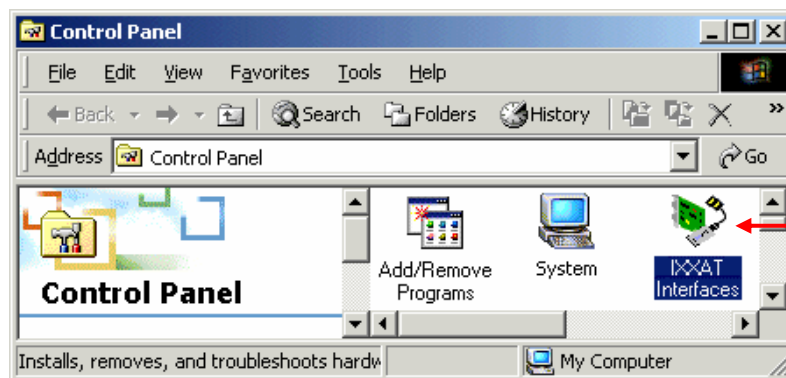 Control Panel
File Edit View Favorites Tools Help
Back Search Folders History »
Address Control Panel Go
Control Panel
Add/Remove Programs
System
IXXAT Interfaces
Installs, removes, and troubleshoots hardw
My Computer